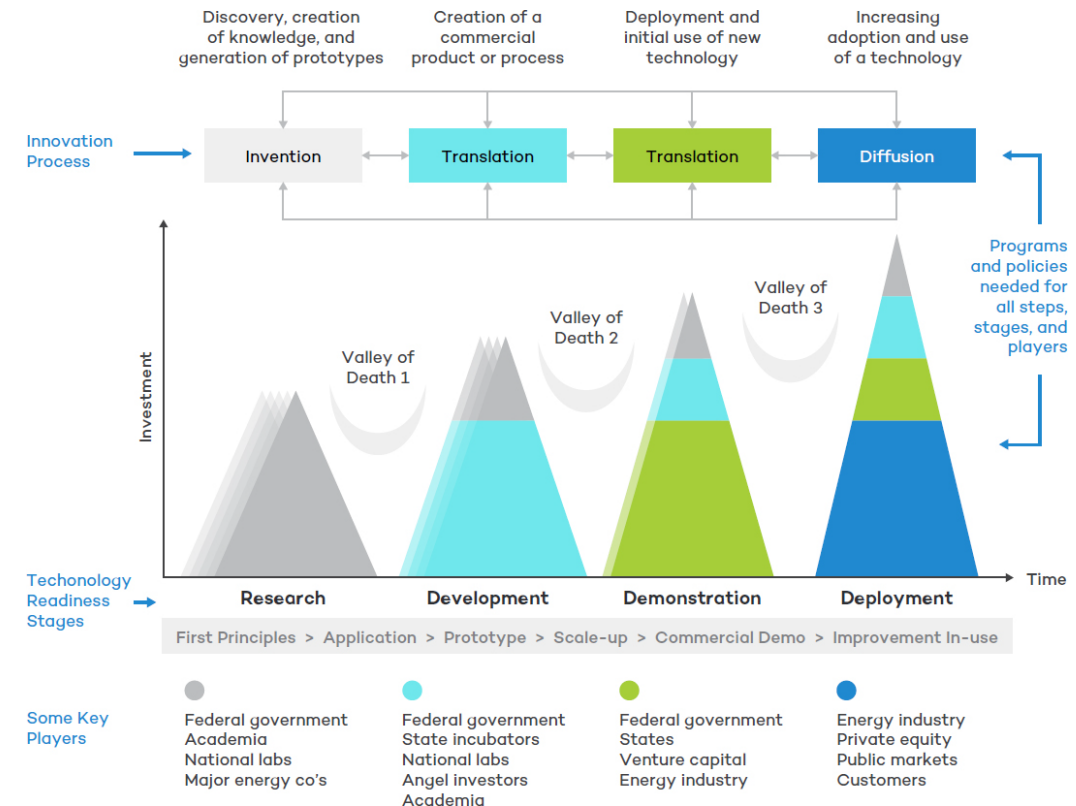 Discovery, creation
of knowledge, and
generation of prototypes
Creation of a
commercial
product or process
Deployment and
initial use of new
technology
Increasing
adoption and use
of a technology
Innovation
Process
Invention
Translation
Translation
Diffusion
Programs
and policies
needed for
all steps,
stages, and
players
Investment
Valley of
Death 1
Valley of
Death 2
Valley of
Death 3
Time
Techonology
Readiness
Stages
Research
Development
Demonstration
Deployment
First Principles > Application > Prototype > Scale-up > Commercial Demo > Improvement In-use
Some Key
Players
Federal government
Academia
National labs
Major energy co's
Federal government
State incubators
National labs
Angel investors
Academia
Federal government
States
Venture capital
Energy industry
Energy industry
Private equity
Public markets
Customers